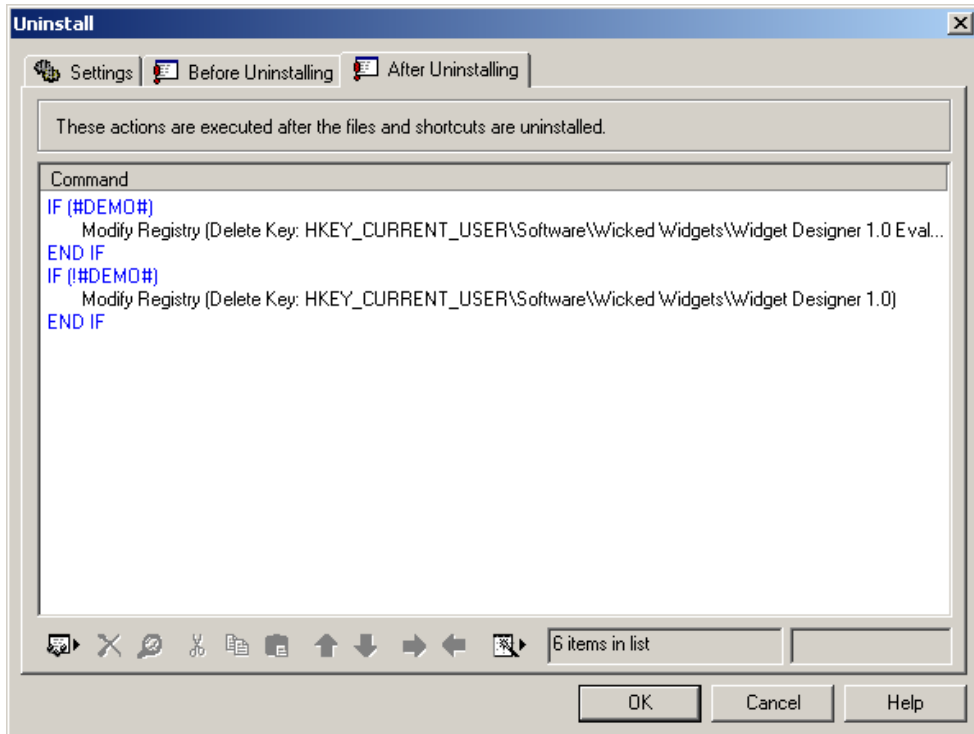 Uninstall
Settings Before Uninstalling After Uninstalling
These actions are executed after the files and shortcuts are uninstalled.
Command
IF (#DEMO#)
Modify Registry (Delete Key: HKEY_CURRENT_USER\Software\Wicked Widgets\Widget Designer 1.0 Eval...
END IF
IF (!#DEMO#)
Modify Registry (Delete Key: HKEY_CURRENT_USER\Software\Wicked Widgets\Widget Designer 1.0)
END IF
6 items in list
OK Cancel Help